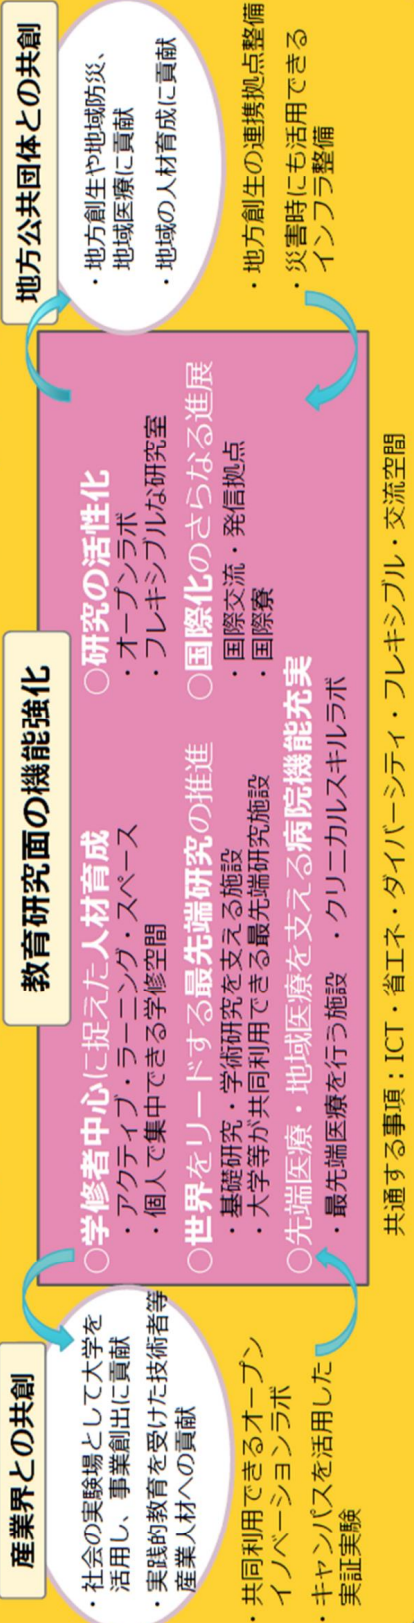 産業界との共創
・社会の実験場として大学を
活用し、事業創出に貢献
・実践的教育を受けた技術者等
産業人材への貢献
・共同利用できるオープン
イノベーションラボ
キャンパスを活用した
実証実験
教育研究面の機能強化
○学修者中心に捉えた人材育成
・アクティブ・ラーニング・スペース
・個人で集中できる学修空間
○研究の活性化
・オープンラボ
・フレキシブルな研究室
○世界をリードする最先端研究の推進
・基礎研究・学術研究を支える施設
・大学等が共同利用できる最先端研究施設
○国際化のさらなる進展
・国際交流・発信拠点
・国際寮
○先端医療・地域医療を支える病院機能充実
・最先端医療を行う施設 ・クリニカルスキルラボ
共通する事項：ICT・省エネ・ダイバーシティ・フレキシブル・交流空間
地方公共団体との共創
・地方創生や地域防災、
地域医療に貢献
・地域の人材育成に貢献
・地方創生の連携拠点整備
・災害時にも活用できる
インフラ整備